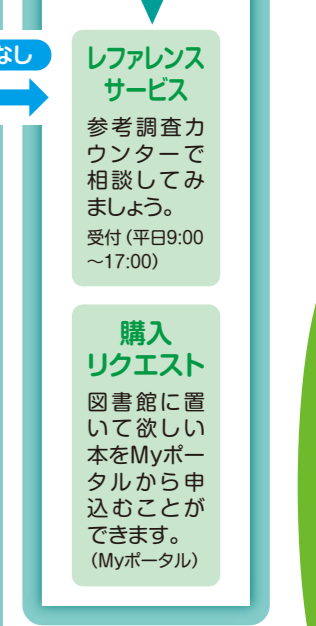 なし
レファレンス
サービス
参考調査カ
ウンターで
相談してみ
ましょう。
受付（平日9:00
～17:00）
購入
リクエスト
図書館に置
いて欲しい
本をMyポー
タルから申
込むことが
できます。
（Myポータル）